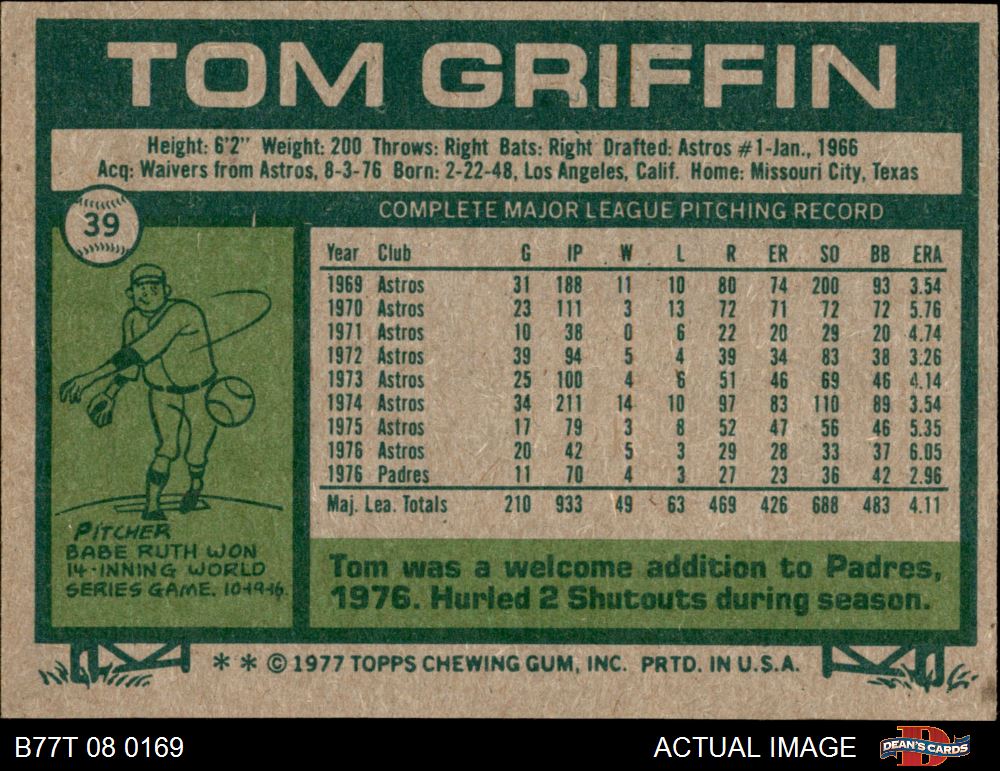 TOM GRIFFIN
Height: 6'2" Weight: 200 Throws: Right Bats: Right Drafted: Astros #1-Jan., 1966
Acq: Waivers from Astros, 8-3-76 Born: 2-22-48, Los Angeles, Calif. Home: Missouri City, Texas
39
COMPLETE MAJOR LEAGUE PITCHING RECORD
Year Club G IP W L R ER SO BB ERA
1969 Astros 31 188 11 10 80 74 200 93 3.54
1970 Astros 23 111 3 13 72 71 72 72 5.76
1971 Astros 10 38 0 6 22 20 29 20 4.74
1972 Astros 39 94 5 4 39 34 83 38 3.26
1973 Astros 25 100 4 6 51 46 69 46 4.14
1974 Astros 34 211 14 10 97 83 110 89 3.54
1975 Astros 17 79 3 8 52 47 56 46 5.35
1976 Astros 20 42 5 3 29 28 33 37 6.05
1976 Padres 11 70 4 3 27 23 36 42 2.96
Maj. Lea. Totals 210 933 49 63 469 426 688 483 4.11
PITCHER
BABE RUTH WON
14-INNING WORLD
SERIES GAME. 10-19-16.
Tom was a welcome addition to Padres,
1976. Hurled 2 Shutouts during season.
* * © 1977 TOPPS CHEWING GUM, INC. PRTD. IN U.S.A.
B77T 08 0169
ACTUAL IMAGE
DEAN'S CARDS